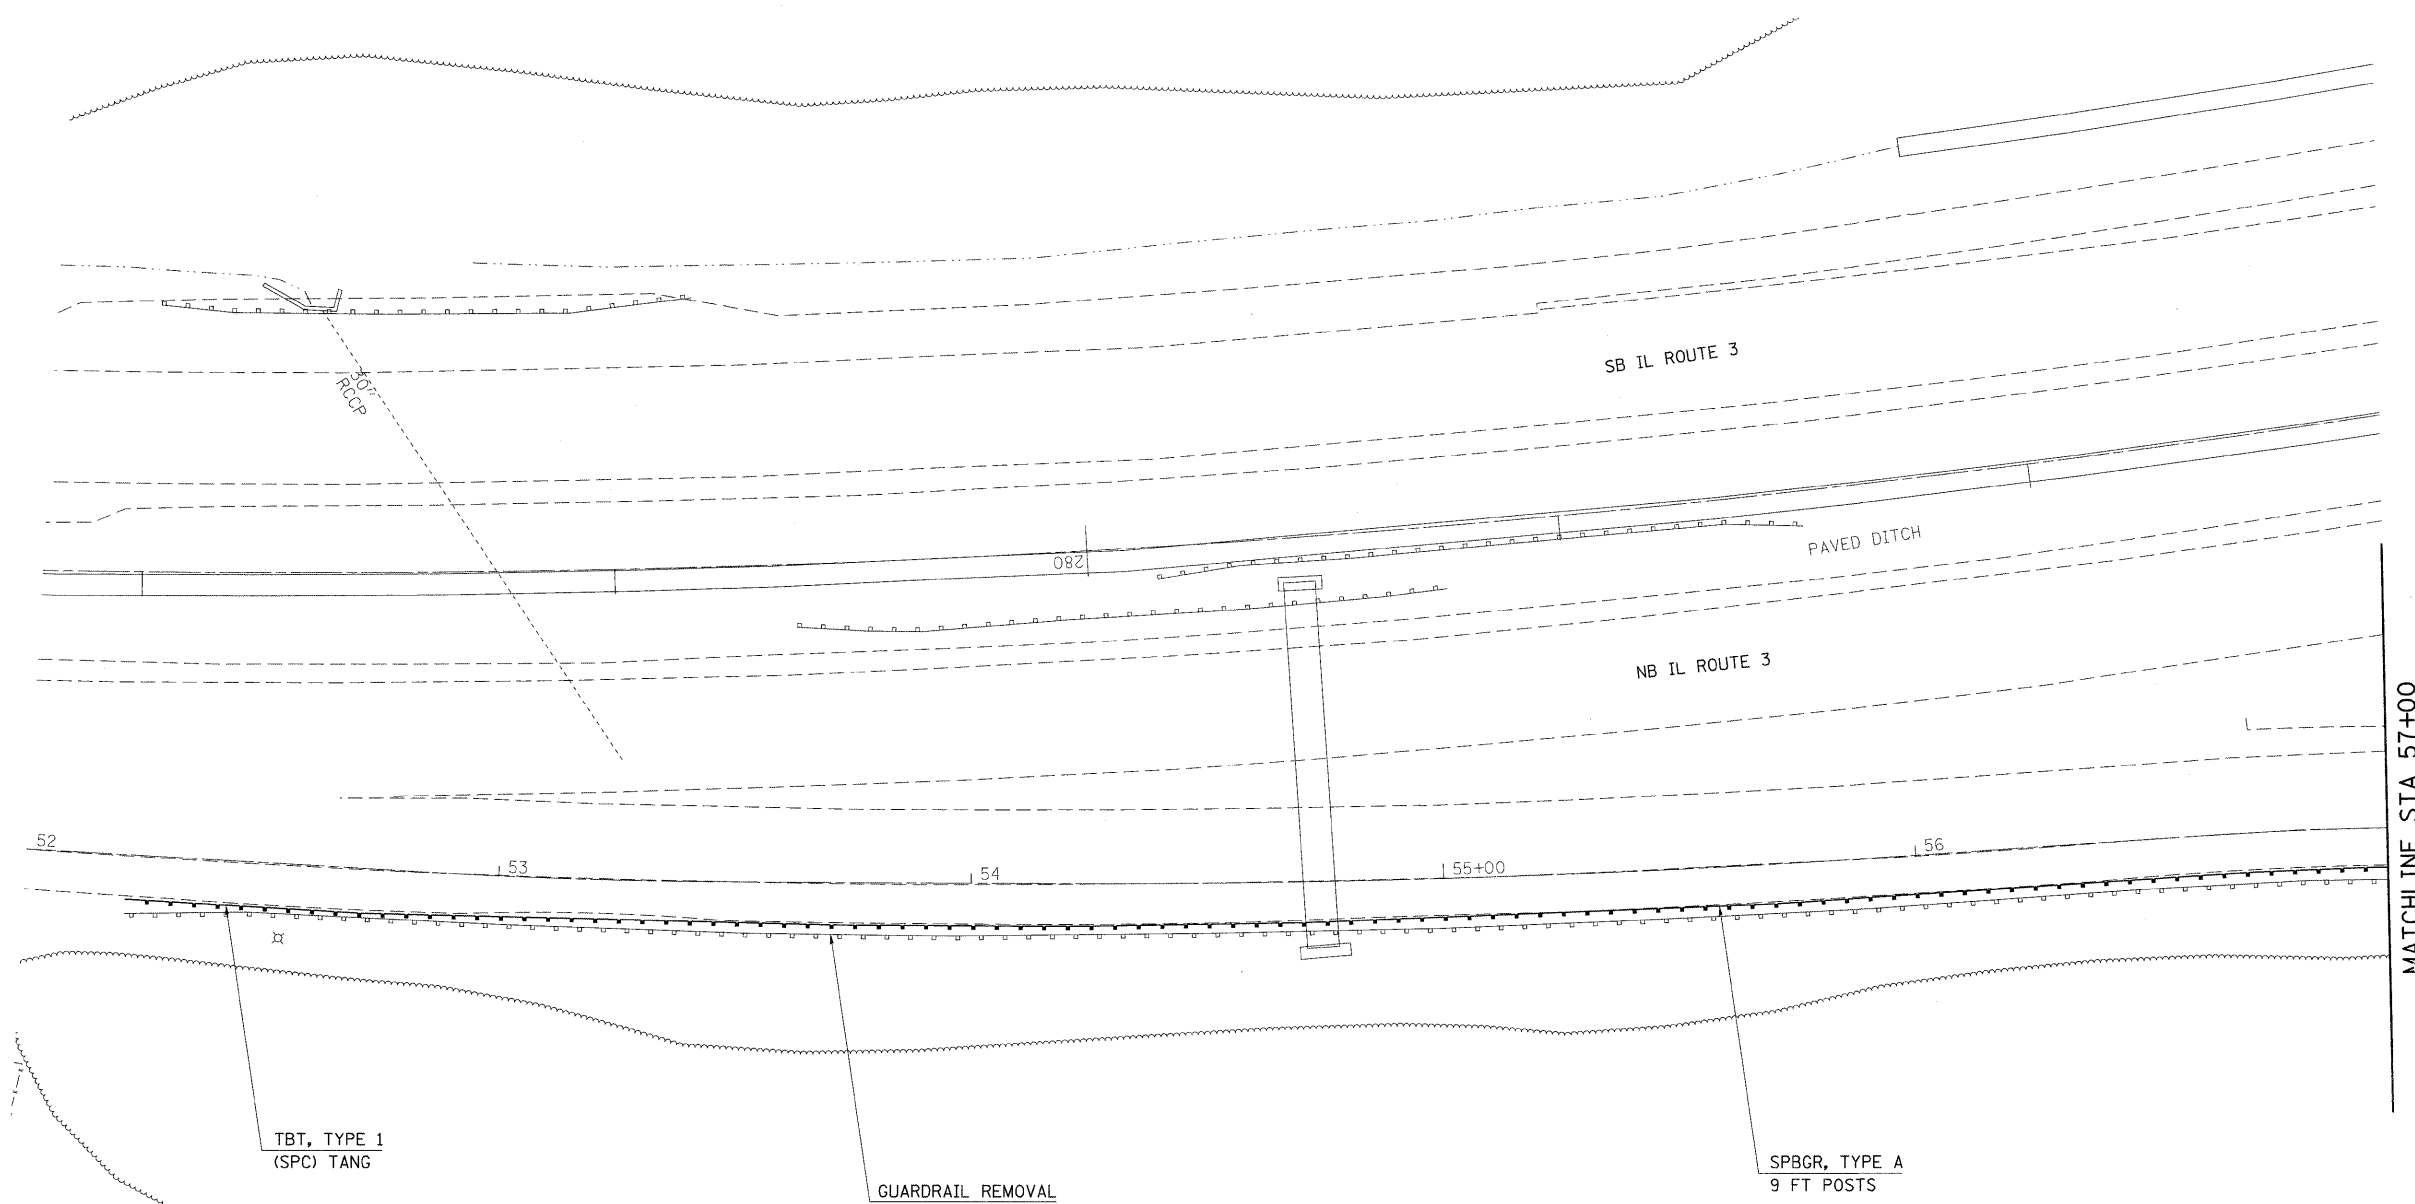 SB IL ROUTE 3
30"
RCCP
280
PAVED DITCH
NB IL ROUTE 3
MATCHLINE STA 57+00
52
53
54
55+00
56
TBT, TYPE 1
(SPC) TANG
GUARDRAIL REMOVAL
SPBGR, TYPE A
9 FT POSTS